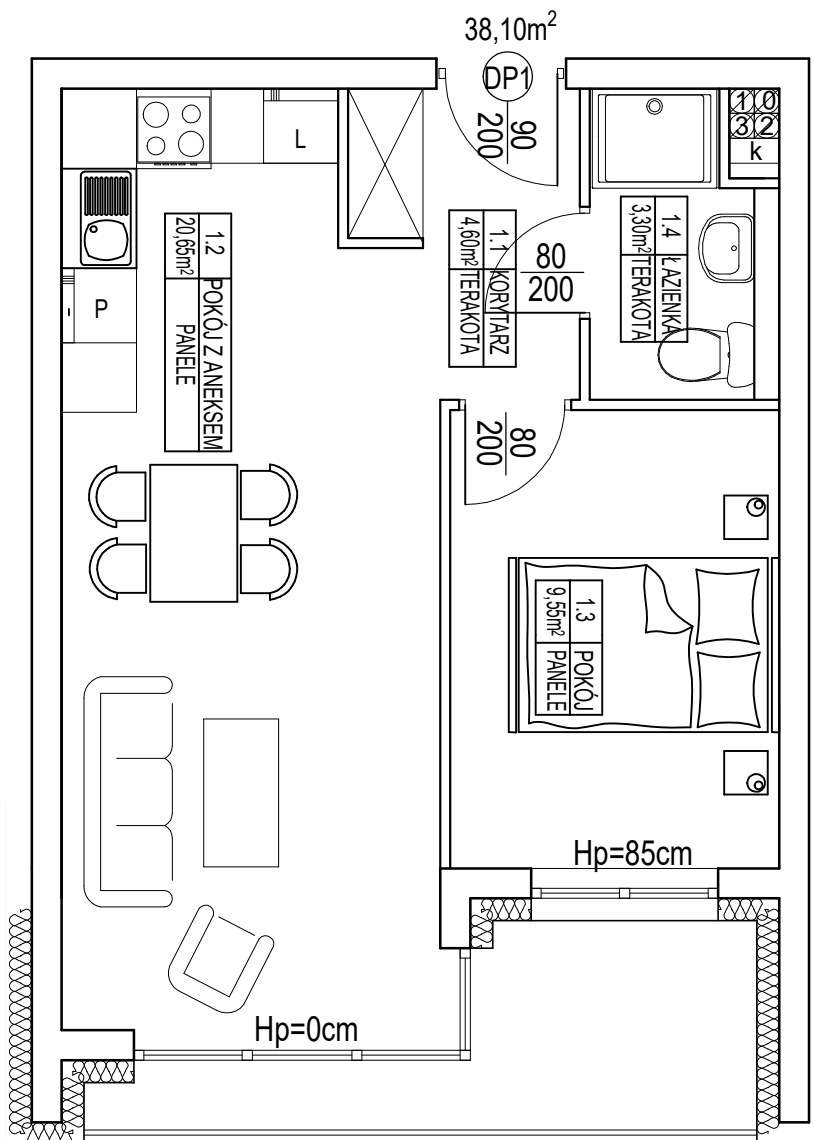 38,10m²
DP1
90
200
1 0
3 2
k
L
1.2 POKÓJ Z ANEKSEM
20,65m² PANELE
1.1 KORYTARZ
4,60m² TERAKOTA
80
200
1.4 ŁAZIENKA
3,30m² TERAKOTA
P
80
200
1.3 POKÓJ
9,55m² PANELE
Hp=85cm
Hp=0cm